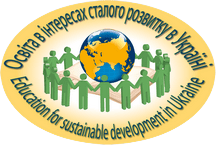 Освіта в інтересах сталого розвитку в Україні
Education for sustainable development in Ukraine